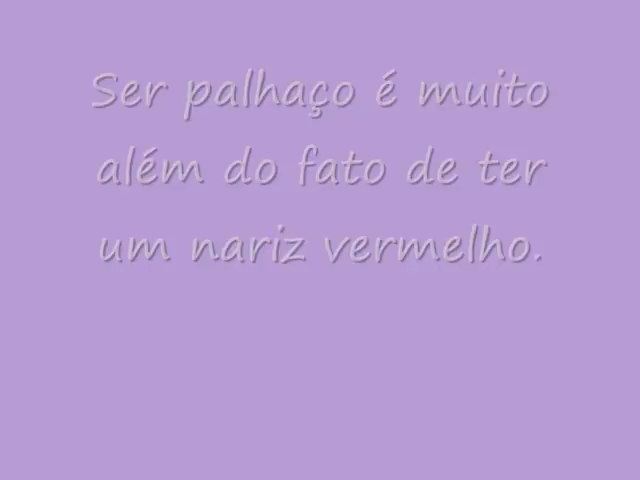 Ser palhaço é muito
além do fato de ter
um nariz vermelho.